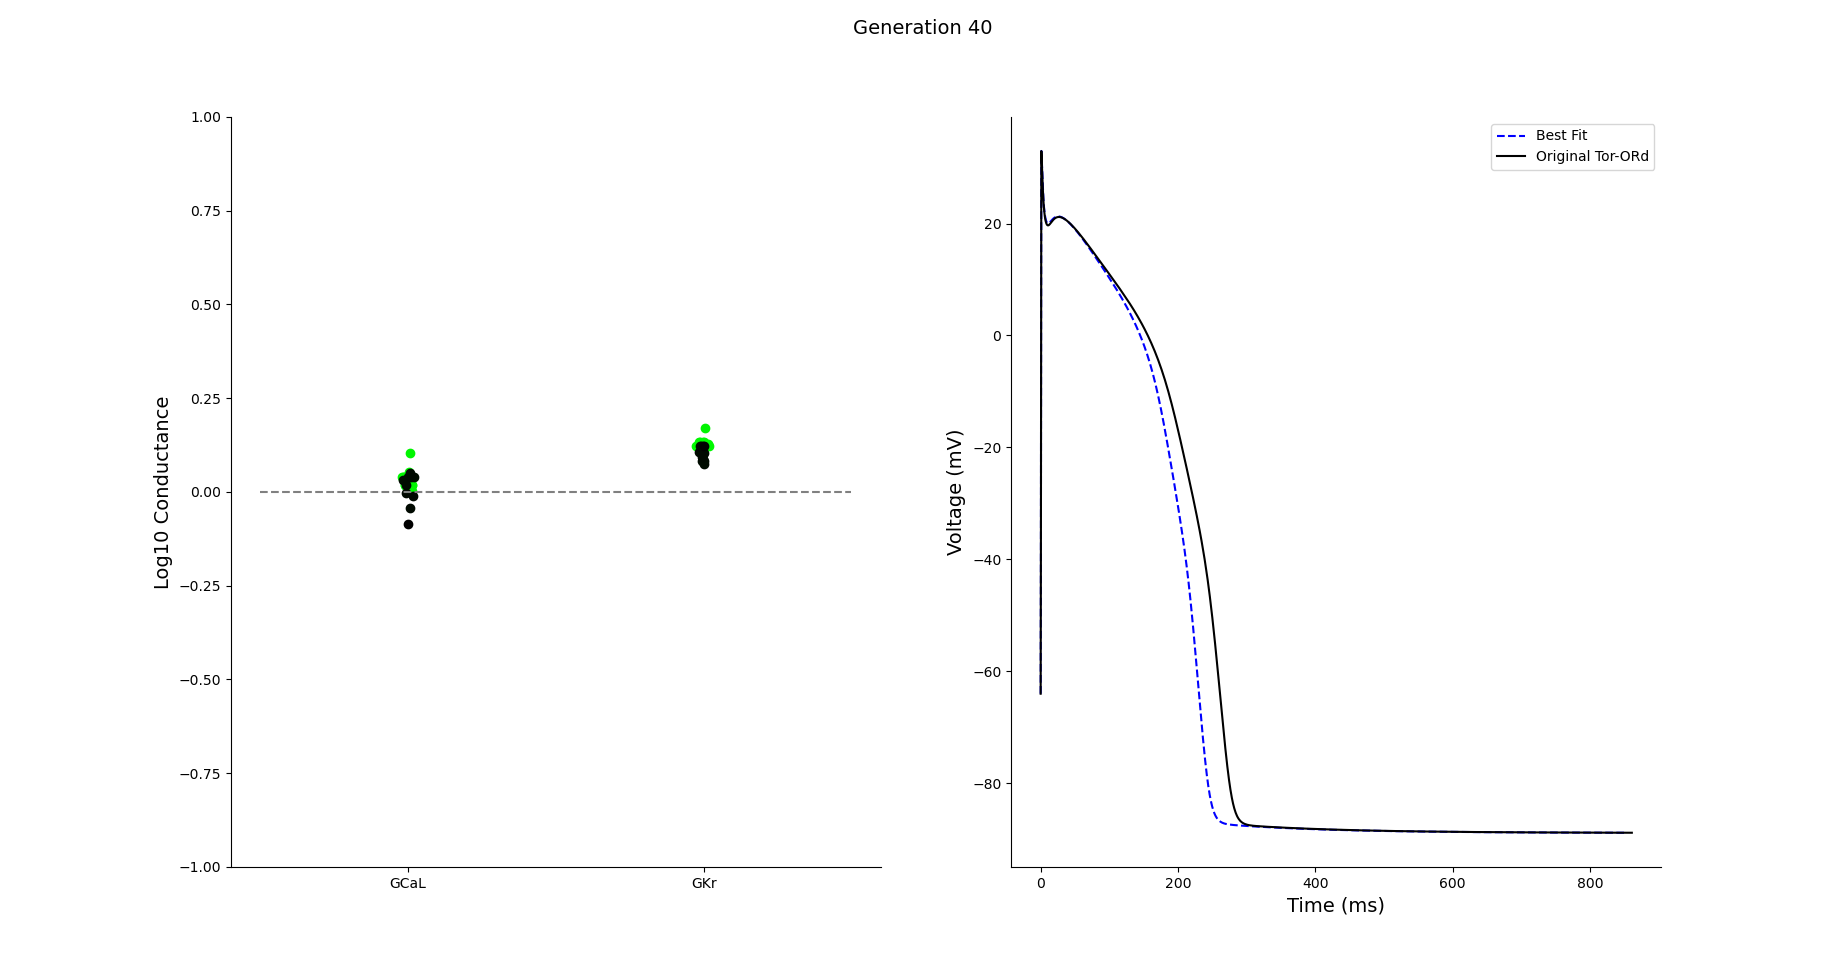 Generation 40
Log10 Conductance
1.00
0.75
0.50
0.25
0.00
−0.25
−0.50
−0.75
−1.00
GCaL GKr
Voltage (mV)
20
0
−20
−40
−60
−80
0 200 400 600 800
Time (ms)
Best Fit
Original Tor-ORd